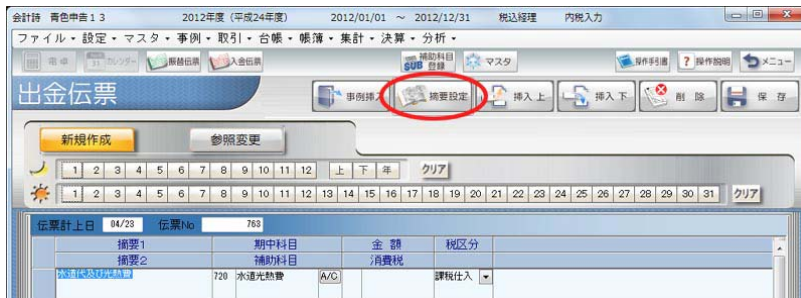 会計詩 青色申告13 2012年度（平成24年度） 2012/01/01 ～ 2012/12/31 税込経理 内税入力
ファイル・設定・マスタ・事例・取引・台帳・帳簿・集計・決算・分析・
電卓 カレンダー 振替伝票 入金伝票 SUB 補助科目登録 マスタ 操作手引書 ? 操作説明 メニュー
出金伝票 事例挿入 摘要設定 挿入上 挿入下 削除 保存
新規作成 参照変更
1 2 3 4 5 6 7 8 9 10 11 12 上 下 年 クリア
1 2 3 4 5 6 7 8 9 10 11 12 13 14 15 16 17 18 19 20 21 22 23 24 25 26 27 28 29 30 31 クリア
伝票計上日 04/23 伝票No 763
摘要1 期中科目 金額 税区分
摘要2 補助科目 消費税
水道代及び光熱費 720 水道光熱費 A/C 課税仕入